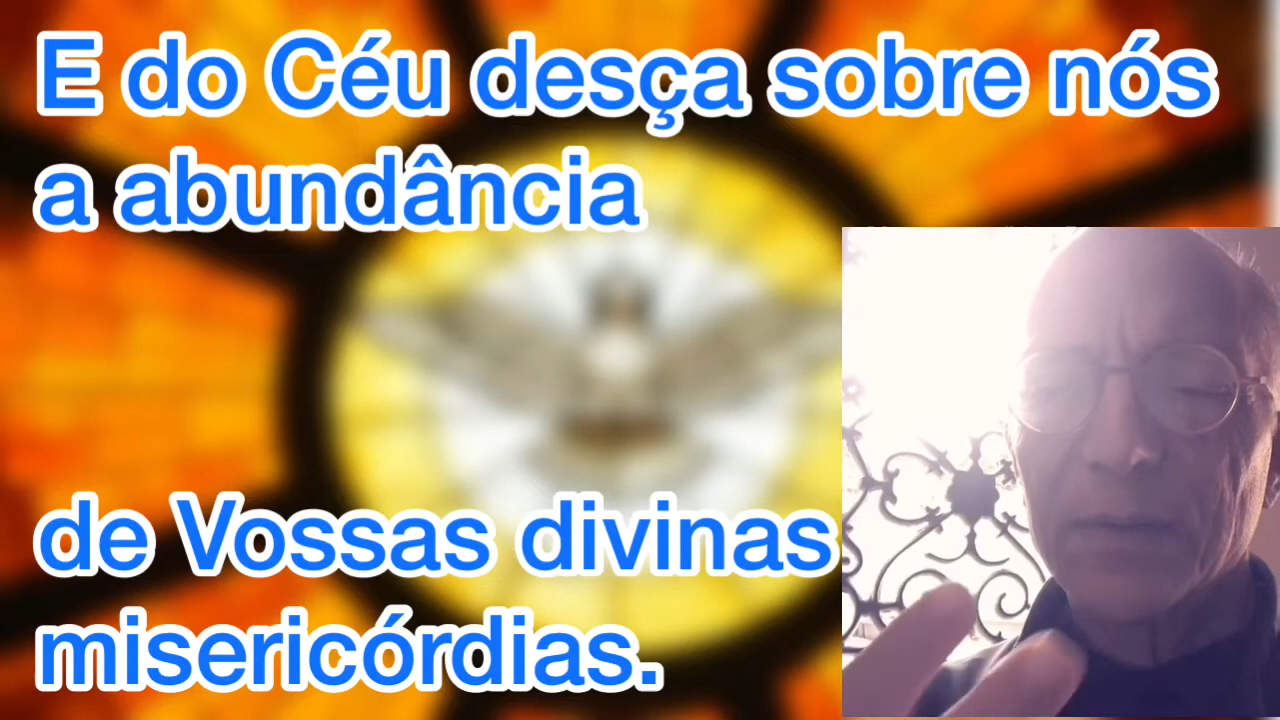 E do Céu desça sobre nós
a abundância
de Vossas divinas
misericórdias.